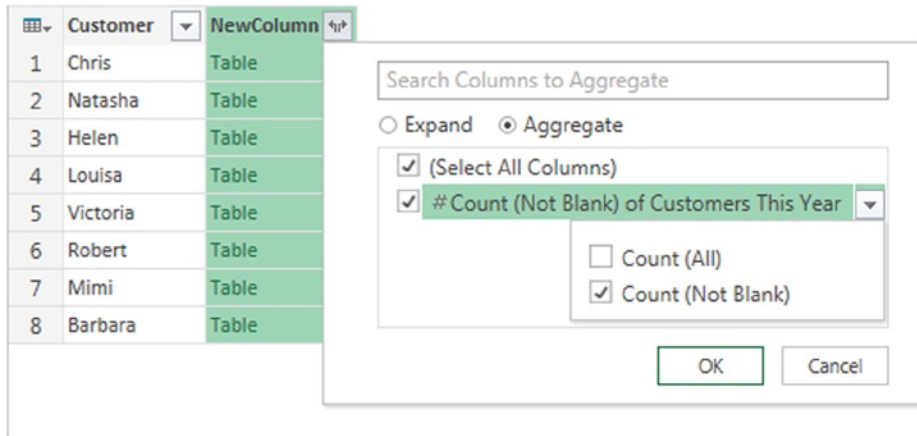 Customer NewColumn
1 Chris Table
2 Natasha Table
3 Helen Table
4 Louisa Table
5 Victoria Table
6 Robert Table
7 Mimi Table
8 Barbara Table
Search Columns to Aggregate
Expand Aggregate
(Select All Columns)
# Count (Not Blank) of Customers This Year
Count (All)
Count (Not Blank)
OK Cancel